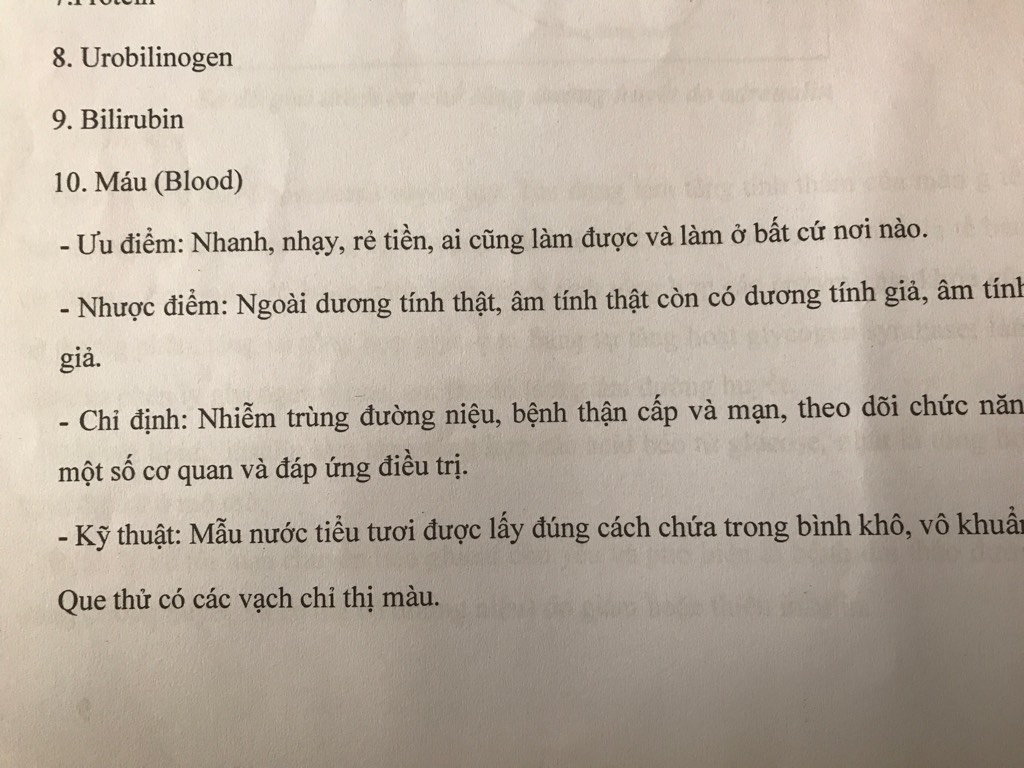 7.Protein
8. Urobilinogen
9. Bilirubin
10. Máu (Blood)
- Ưu điểm: Nhanh, nhạy, rẻ tiền, ai cũng làm được và làm ở bất cứ nơi nào.
- Nhược điểm: Ngoài dương tính thật, âm tính thật còn có dương tính giả, âm tính
giả.
- Chỉ định: Nhiễm trùng đường niệu, bệnh thận cấp và mạn, theo dõi chức năn
một số cơ quan và đáp ứng điều trị.
- Kỹ thuật: Mẫu nước tiểu tươi được lấy đúng cách chứa trong bình khô, vô khuẩn
Que thử có các vạch chỉ thị màu.